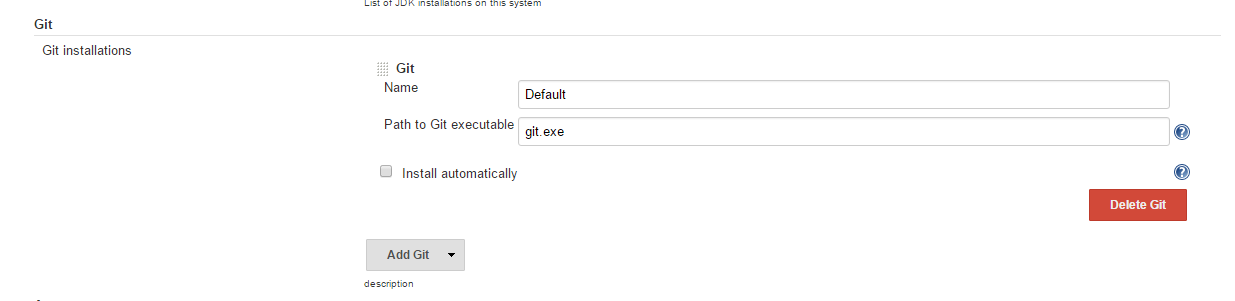 List of JDK installations on this system
Git
Git installations
Git
Name
Default
Path to Git executable
git.exe
Install automatically
Delete Git
Add Git
description